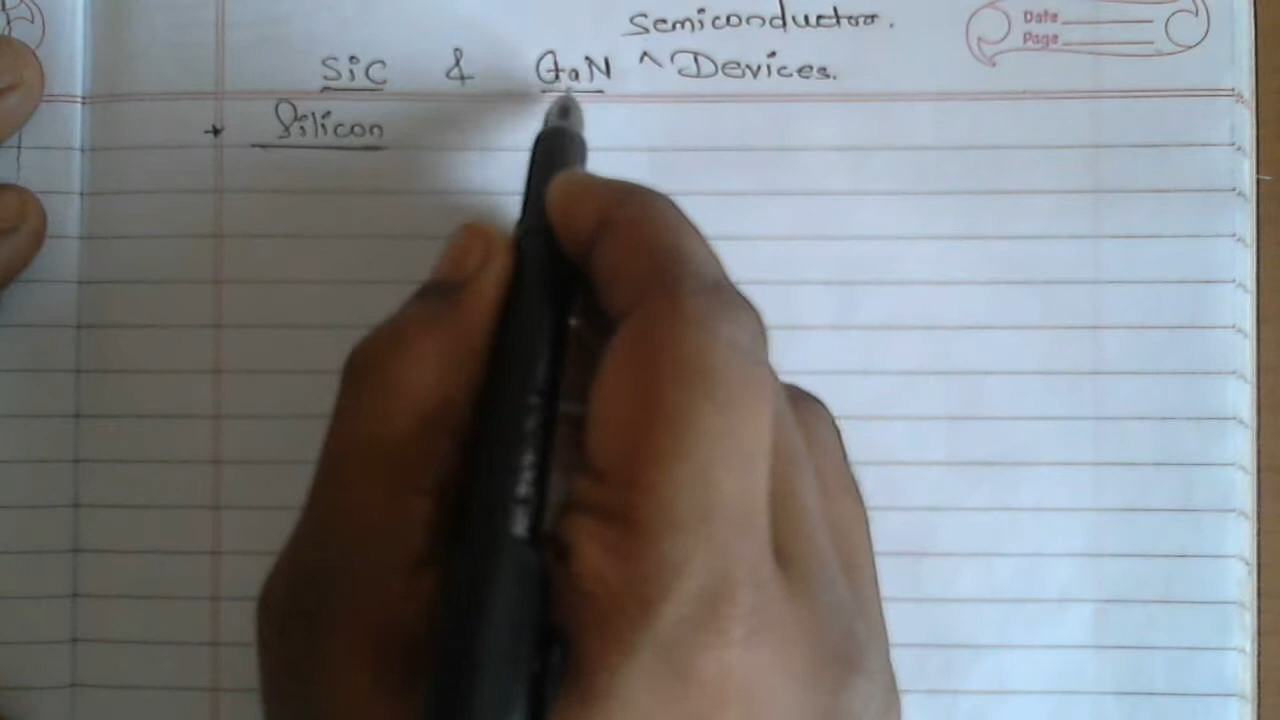 Date
Page
semiconductor.
SiC & GaN ^ Devices.
Silicon